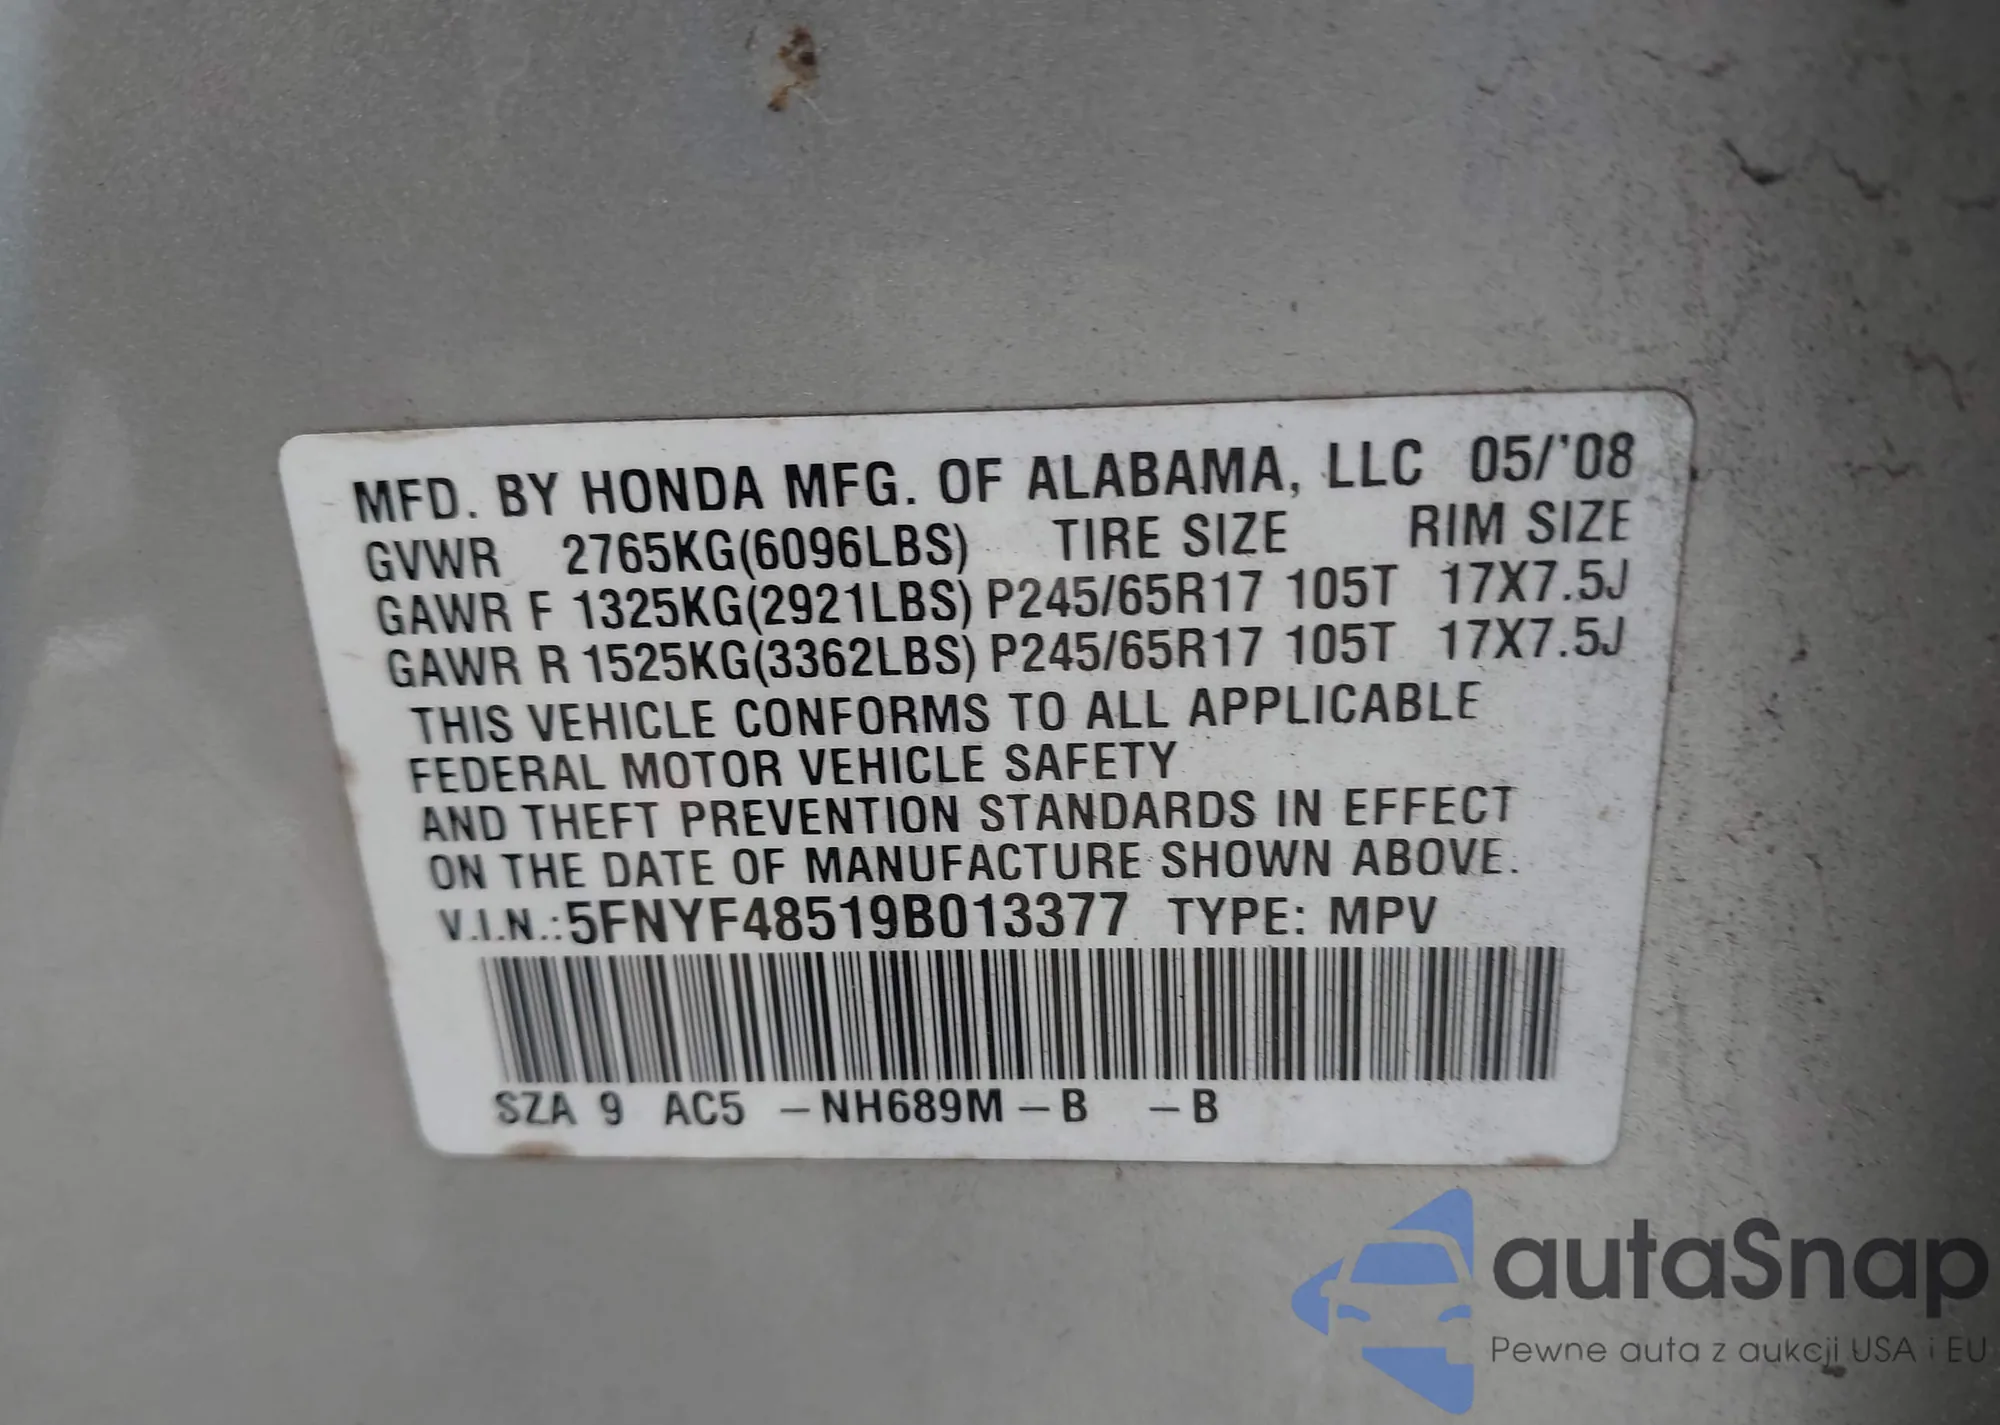 MFD. BY HONDA MFG. OF ALABAMA, LLC 05/'08
GVWR 2765KG(6096LBS) TIRE SIZE RIM SIZE
GAWR F 1325KG(2921LBS) P245/65R17 105T 17X7.5J
GAWR R 1525KG(3362LBS) P245/65R17 105T 17X7.5J
THIS VEHICLE CONFORMS TO ALL APPLICABLE
FEDERAL MOTOR VEHICLE SAFETY
AND THEFT PREVENTION STANDARDS IN EFFECT
ON THE DATE OF MANUFACTURE SHOWN ABOVE.
V.I.N.:5FNYF48519B013377 TYPE: MPV
SZA 9 AC5 –NH689M –B –B
autaSnap
Pewne auta z aukcji USA i EU